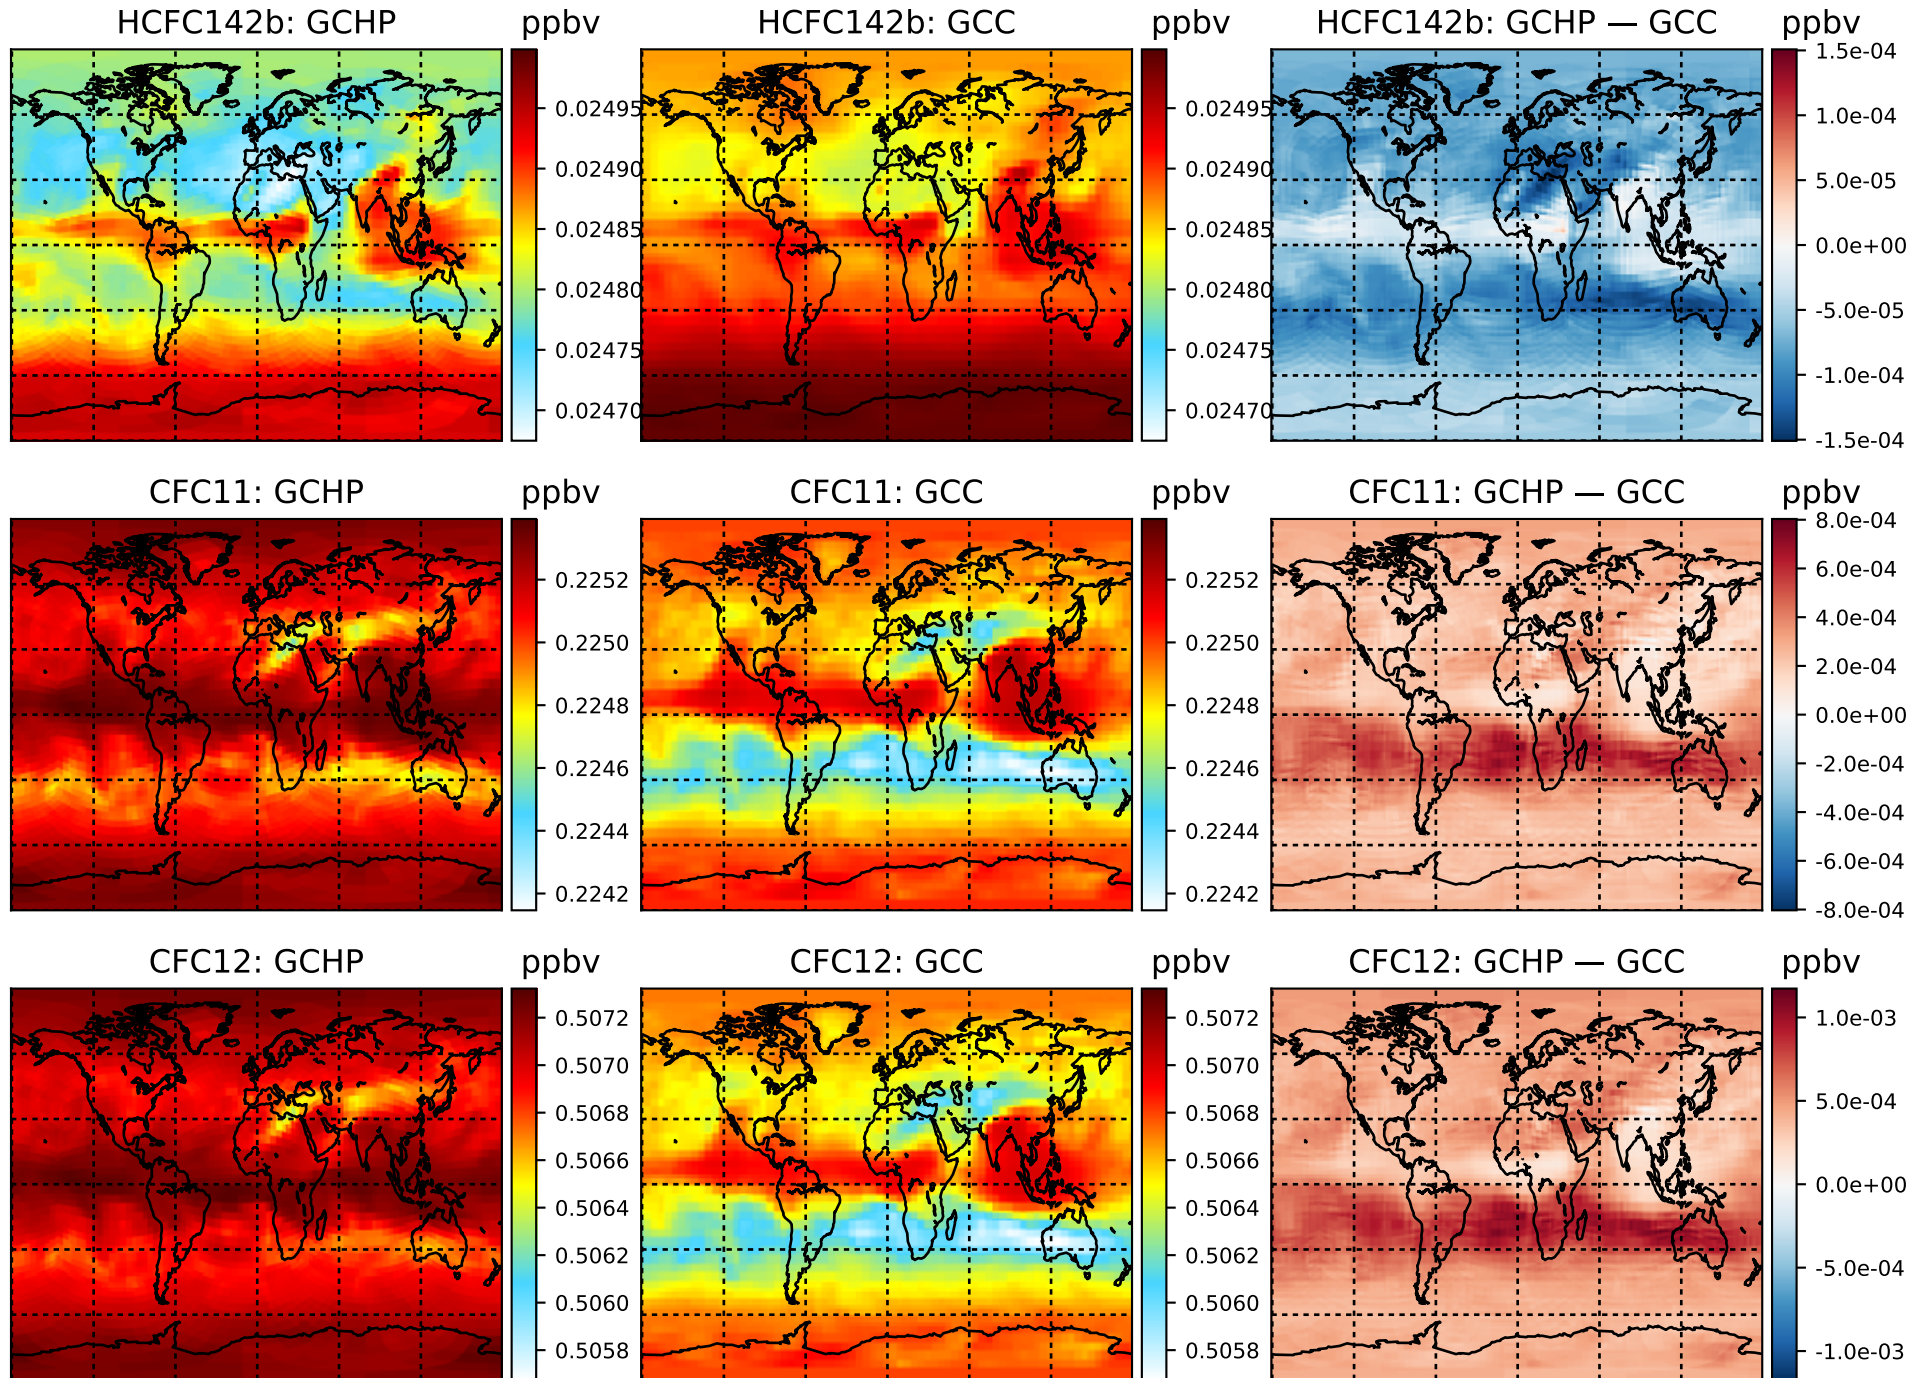 HCFC142b: GCHP ppbv HCFC142b: GCC ppbv HCFC142b: GCHP — GCC ppbv
0.02495 0.02495 1.5e-04
0.02490 0.02490 1.0e-04
0.02485 0.02485 5.0e-05
0.02480 0.02480 0.0e+00
0.02475 0.02475 -5.0e-05
0.02470 0.02470 -1.0e-04
-1.5e-04
CFC11: GCHP ppbv CFC11: GCC ppbv CFC11: GCHP — GCC ppbv
0.2252 0.2252 8.0e-04
0.2250 0.2250 6.0e-04
0.2248 0.2248 4.0e-04
0.2246 0.2246 2.0e-04
0.2244 0.2244 0.0e+00
0.2242 0.2242 -2.0e-04
-4.0e-04
-6.0e-04
-8.0e-04
CFC12: GCHP ppbv CFC12: GCC ppbv CFC12: GCHP — GCC ppbv
0.5072 0.5072 1.0e-03
0.5070 0.5070 5.0e-04
0.5068 0.5068 0.0e+00
0.5066 0.5066 -5.0e-04
0.5064 0.5064 -1.0e-03
0.5062 0.5062
0.5060 0.5060
0.5058 0.5058